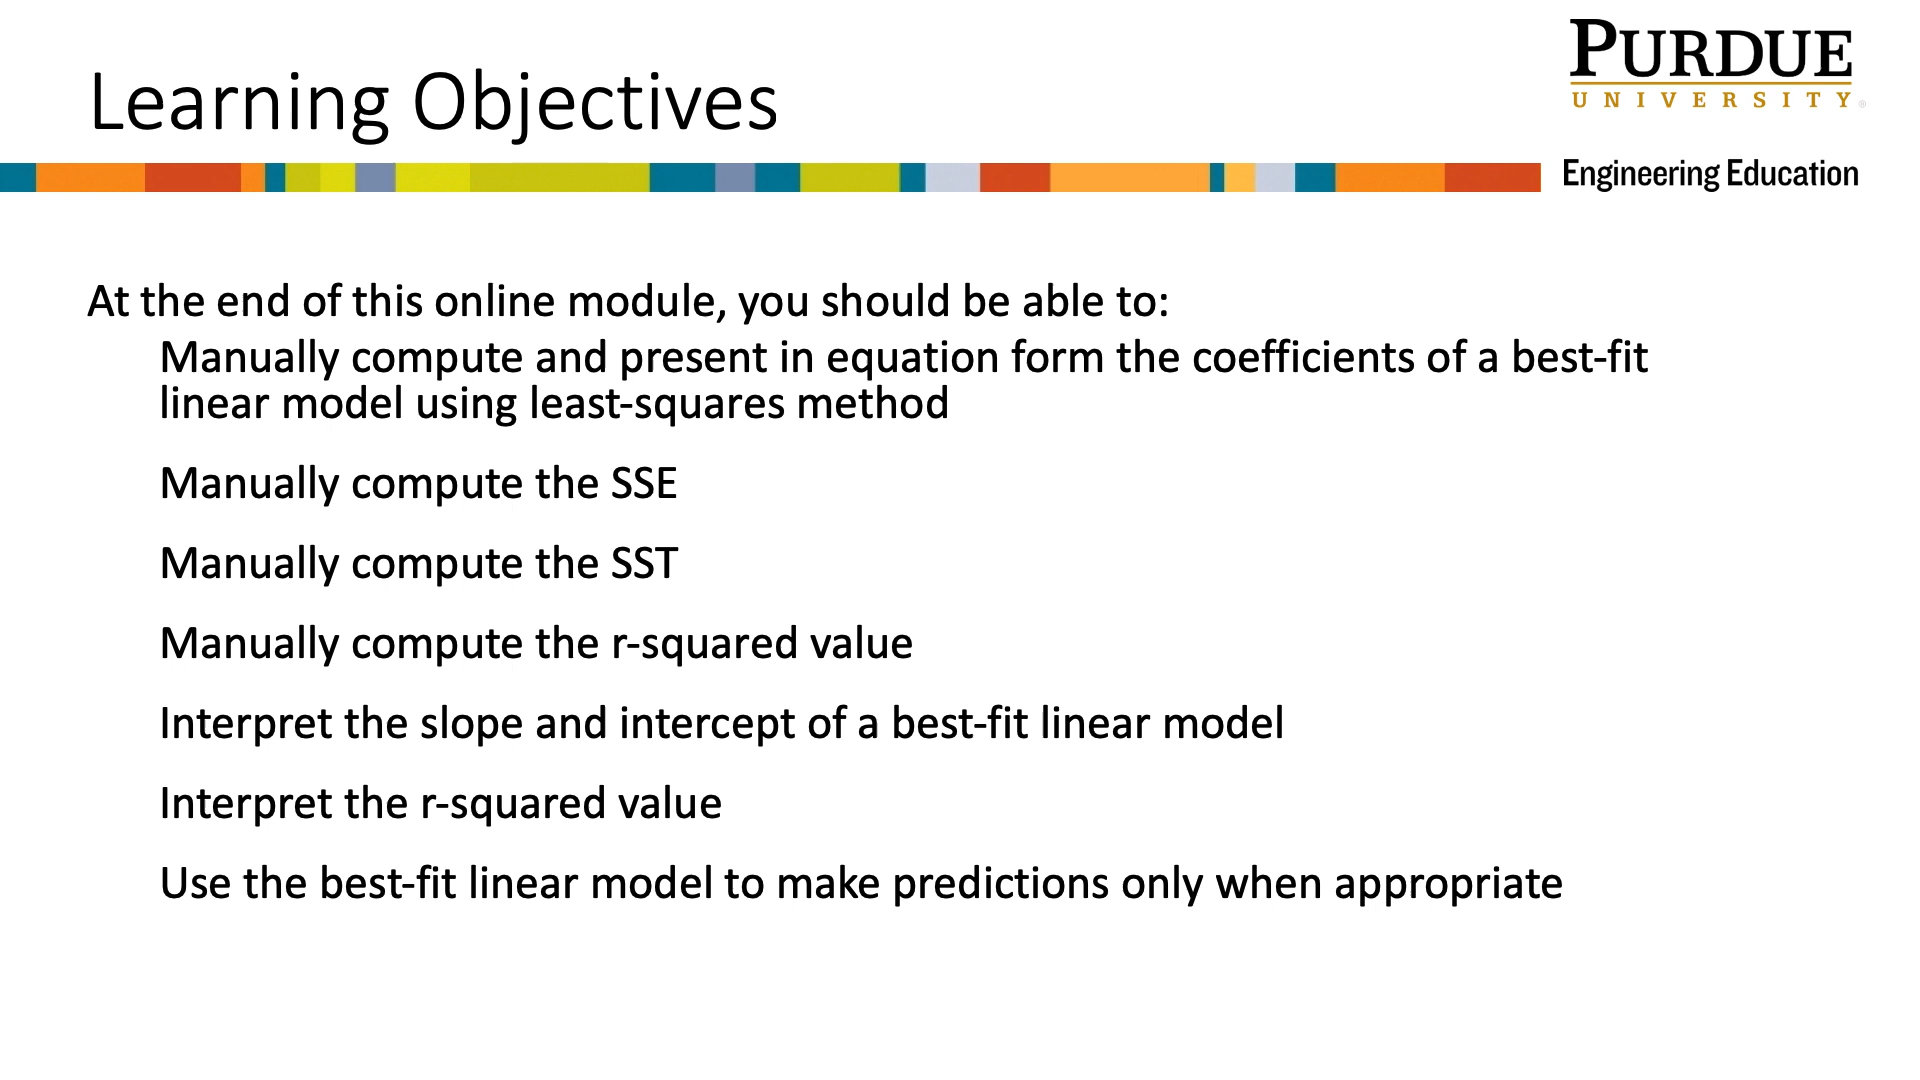 Learning Objectives
PURDUE
UNIVERSITY®
Engineering Education
At the end of this online module, you should be able to:
Manually compute and present in equation form the coefficients of a best-fit
linear model using least-squares method
Manually compute the SSE
Manually compute the SST
Manually compute the r-squared value
Interpret the slope and intercept of a best-fit linear model
Interpret the r-squared value
Use the best-fit linear model to make predictions only when appropriate